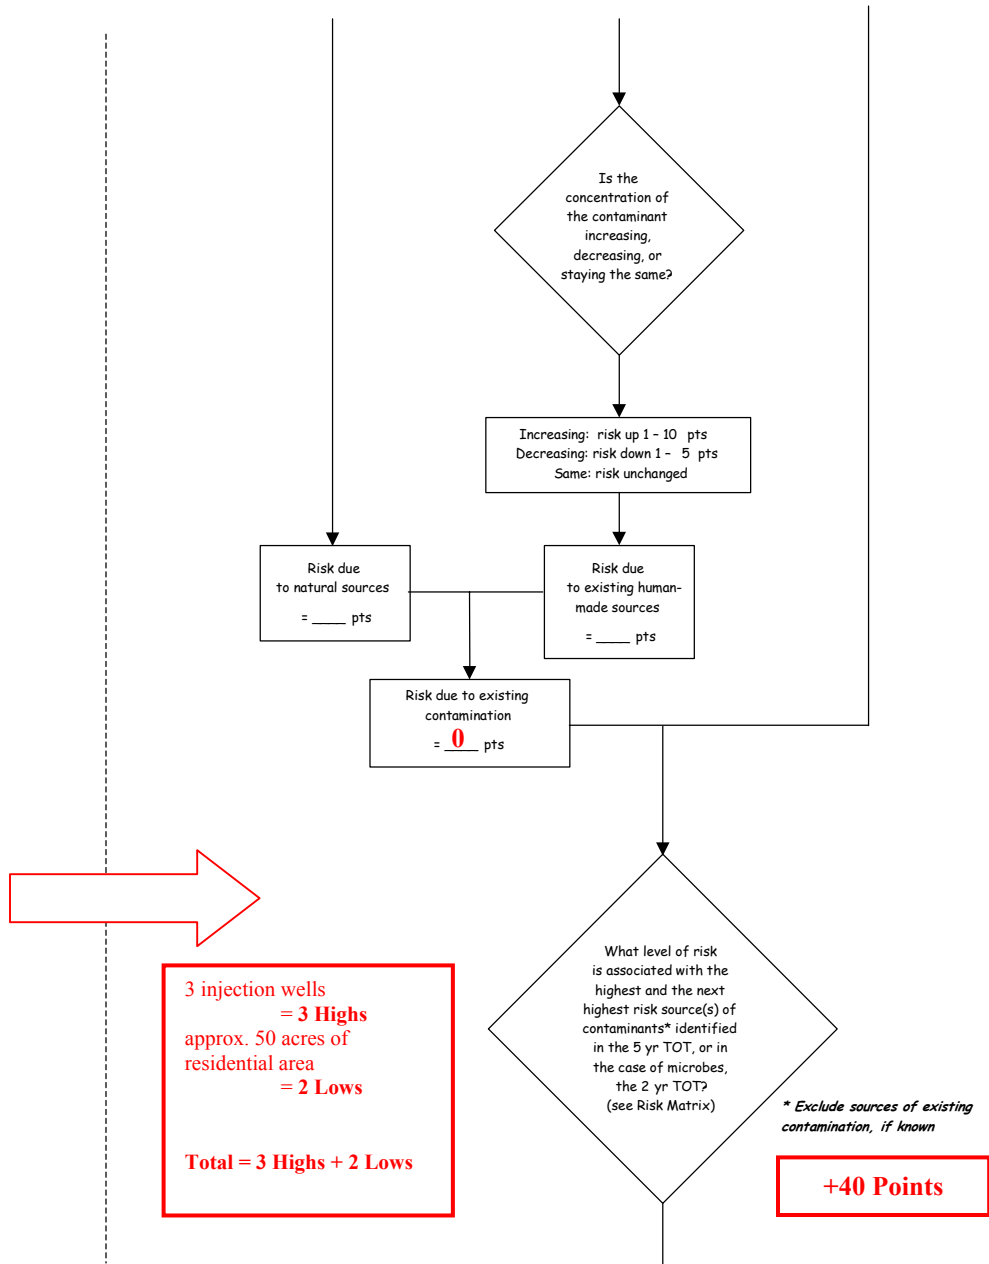 Is the
concentration of
the contaminant
increasing,
decreasing, or
staying the same?
Increasing: risk up 1 – 10 pts
Decreasing: risk down 1 – 5 pts
Same: risk unchanged
Risk due
to natural sources
= ____ pts
Risk due
to existing human-
made sources
= ____ pts
Risk due to existing
contamination
= __0__ pts
3 injection wells
= 3 Highs
approx. 50 acres of
residential area
= 2 Lows
Total = 3 Highs + 2 Lows
What level of risk
is associated with the
highest and the next
highest risk source(s) of
contaminants* identified
in the 5 yr TOT, or in
the case of microbes,
the 2 yr TOT?
(see Risk Matrix)
* Exclude sources of existing
contamination, if known
+40 Points